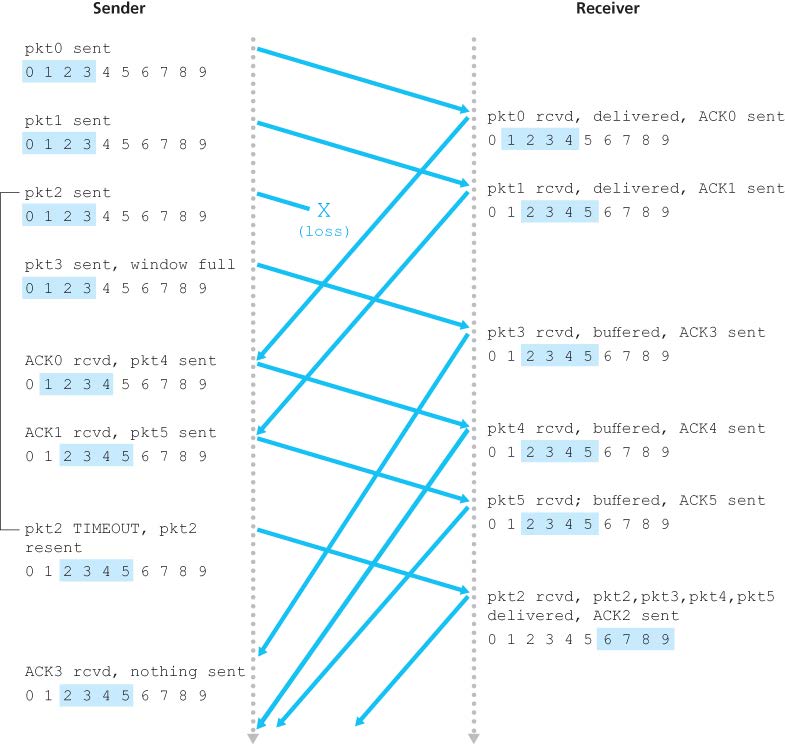 Sender
pkt0 sent
0 1 2 3 4 5 6 7 8 9
pkt1 sent
0 1 2 3 4 5 6 7 8 9
pkt2 sent
0 1 2 3 4 5 6 7 8 9
pkt3 sent, window full
0 1 2 3 4 5 6 7 8 9
ACK0 rcvd, pkt4 sent
0 1 2 3 4 5 6 7 8 9
ACK1 rcvd, pkt5 sent
0 1 2 3 4 5 6 7 8 9
pkt2 TIMEOUT, pkt2
resent
0 1 2 3 4 5 6 7 8 9
ACK3 rcvd, nothing sent
0 1 2 3 4 5 6 7 8 9
X
(loss)
Receiver
pkt0 rcvd, delivered, ACK0 sent
0 1 2 3 4 5 6 7 8 9
pkt1 rcvd, delivered, ACK1 sent
0 1 2 3 4 5 6 7 8 9
pkt3 rcvd, buffered, ACK3 sent
0 1 2 3 4 5 6 7 8 9
pkt4 rcvd, buffered, ACK4 sent
0 1 2 3 4 5 6 7 8 9
pkt5 rcvd; buffered, ACK5 sent
0 1 2 3 4 5 6 7 8 9
pkt2 rcvd, pkt2,pkt3,pkt4,pkt5
delivered, ACK2 sent
0 1 2 3 4 5 6 7 8 9